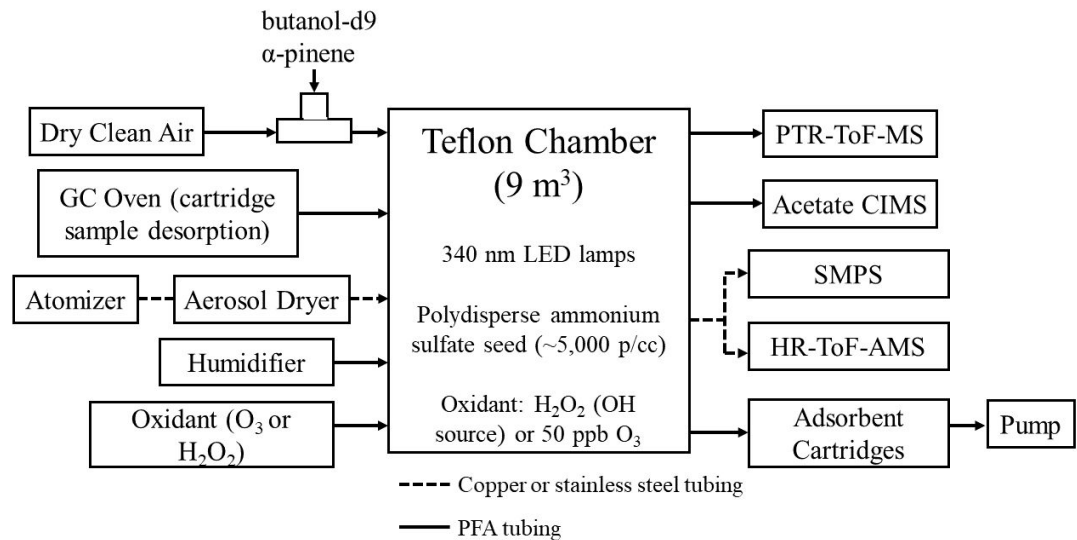 butanol-d9
α-pinene
Dry Clean Air
GC Oven (cartridge
sample desorption)
Atomizer
Aerosol Dryer
Humidifier
Oxidant (O₃ or
H₂O₂)
Teflon Chamber
(9 m³)
340 nm LED lamps
Polydisperse ammonium
sulfate seed (~5,000 p/cc)
Oxidant: H₂O₂ (OH
source) or 50 ppb O₃
PTR-ToF-MS
Acetate CIMS
SMPS
HR-ToF-AMS
Adsorbent
Cartridges
Pump
Copper or stainless steel tubing
PFA tubing